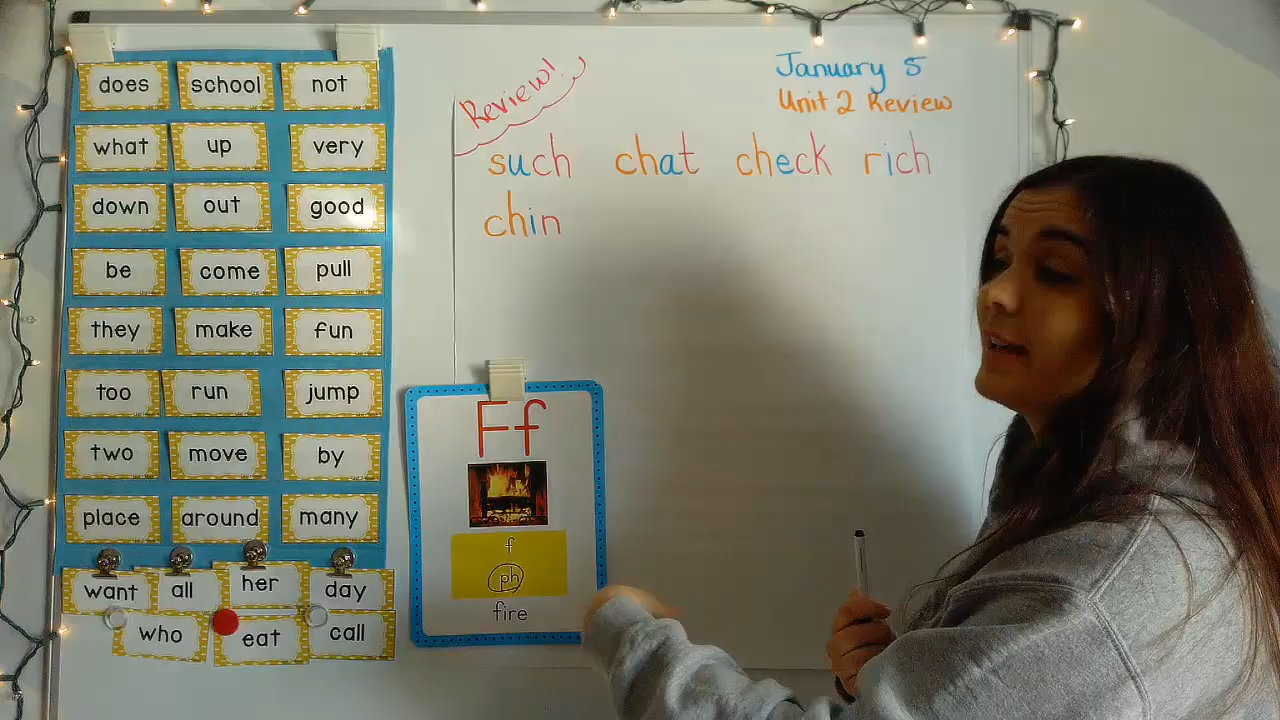 does school not
what up very
down out good
be come pull
they make fun
too run jump
two move by
place around many
want all her day
who eat call
Review!
January 5
Unit 2 Review
such chat check rich
chin
Ff
f
ph
fire